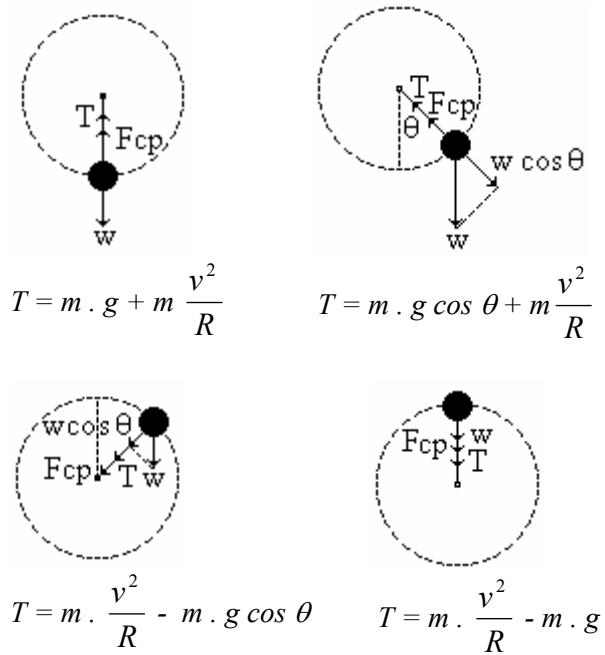 T
Fcp
w
T
Fcp
θ
w cos θ
w
T = m . g + m v²/R
T = m . g cos θ + m v²/R
w cos θ
Fcp T w
Fcp w
T
T = m . v²/R - m . g cos θ
T = m . v²/R - m . g